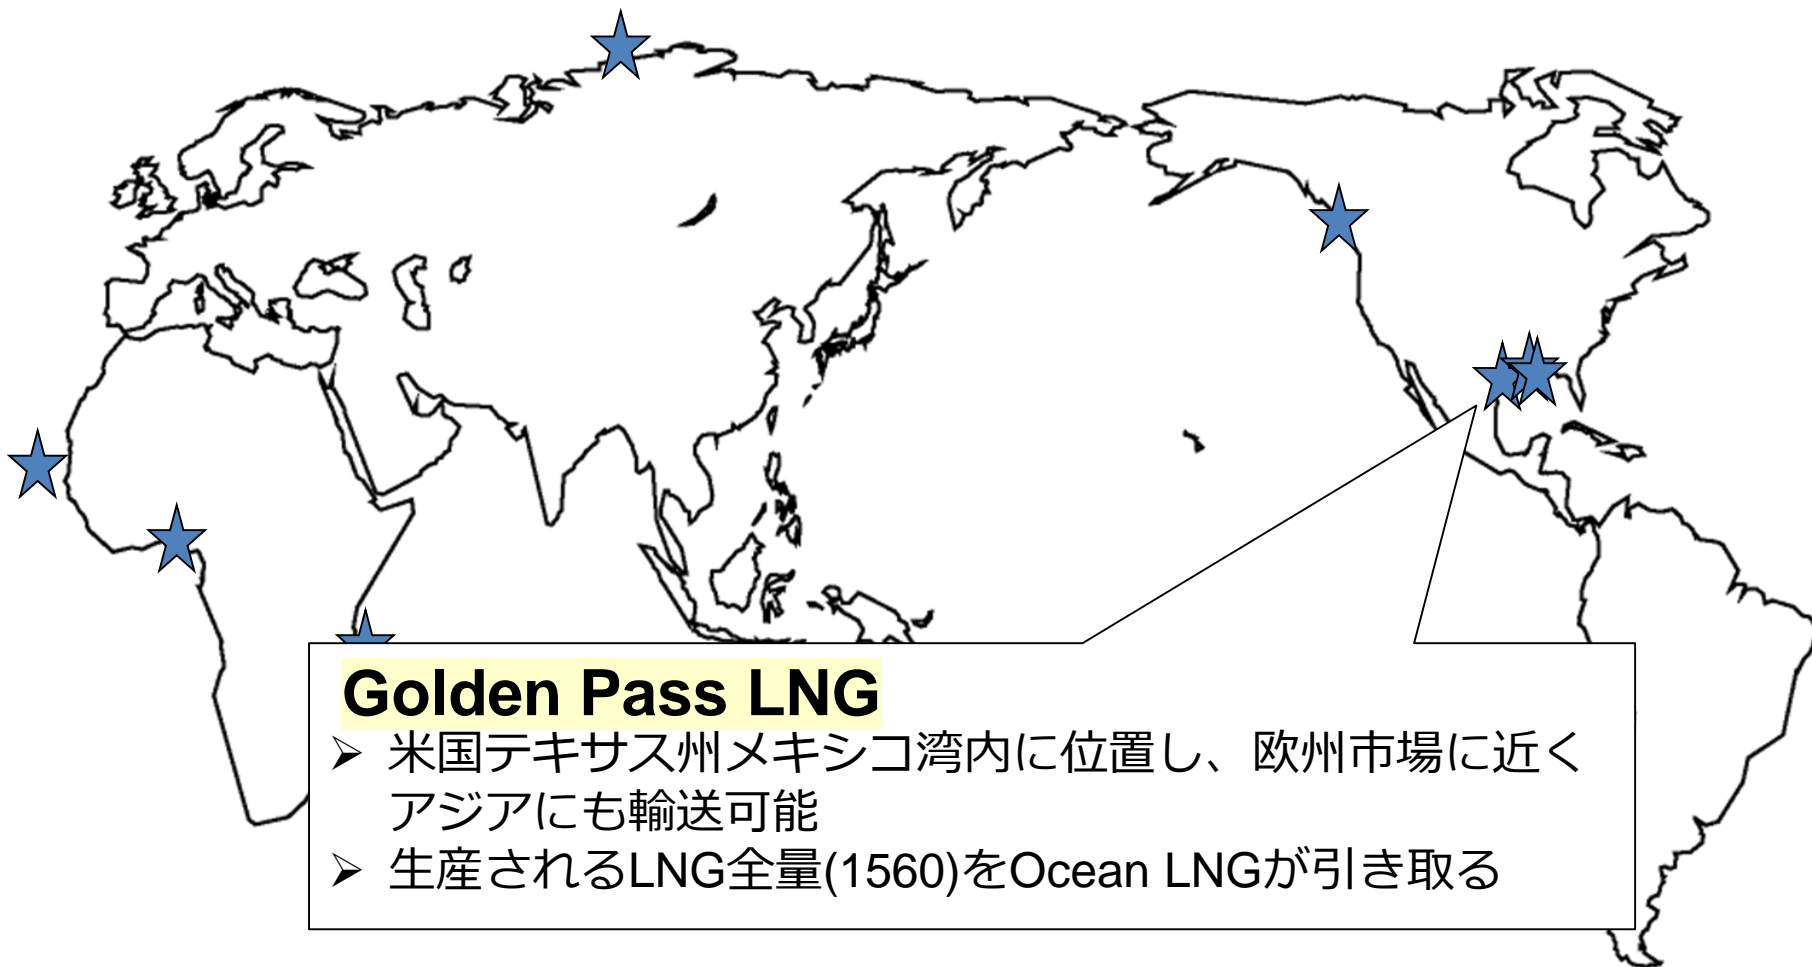 Golden Pass LNG
➢ 米国テキサス州メキシコ湾内に位置し、欧州市場に近く
アジアにも輸送可能
➢ 生産されるLNG全量(1560)をOcean LNGが引き取る